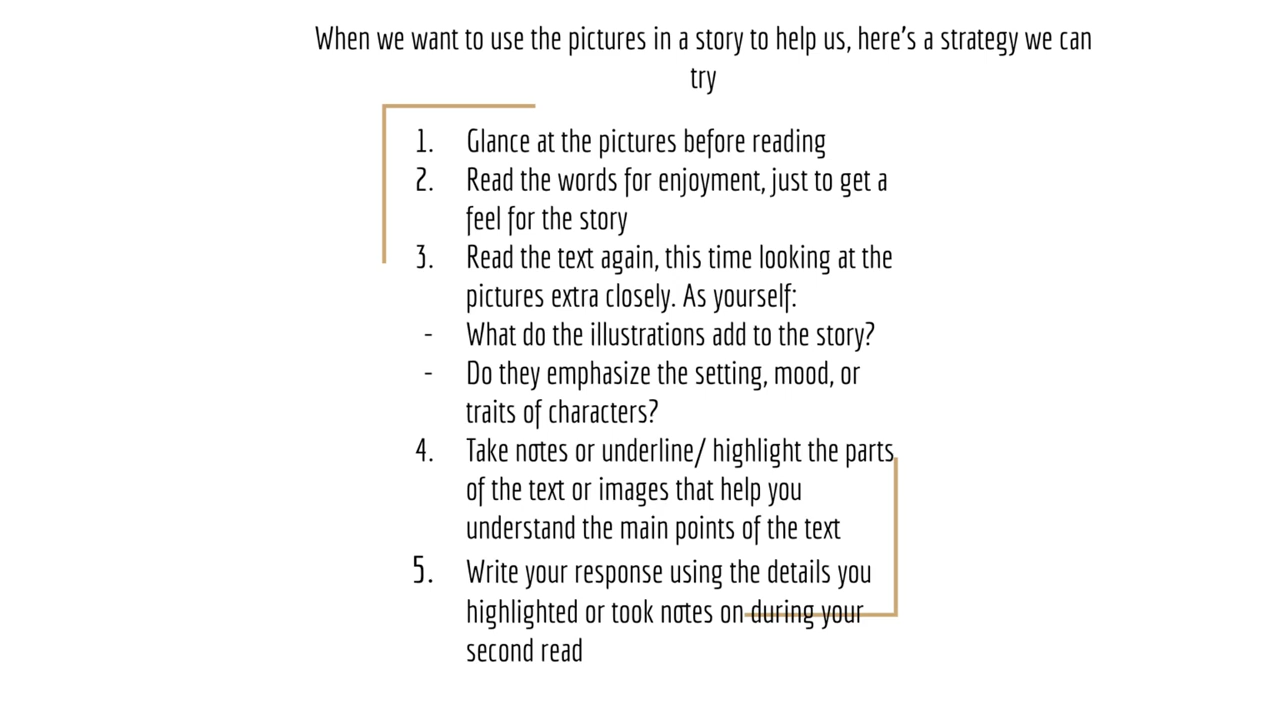 When we want to use the pictures in a story to help us, here's a strategy we can
try
1. Glance at the pictures before reading
2. Read the words for enjoyment, just to get a
feel for the story
3. Read the text again, this time looking at the
pictures extra closely. As yourself:
- What do the illustrations add to the story?
- Do they emphasize the setting, mood, or
traits of characters?
4. Take notes or underline/ highlight the parts
of the text or images that help you
understand the main points of the text
5. Write your response using the details you
highlighted or took notes on during your
second read